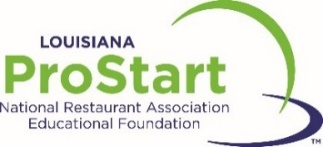 LOUISIANA
ProStart
National Restaurant Association
Educational Foundation
TM